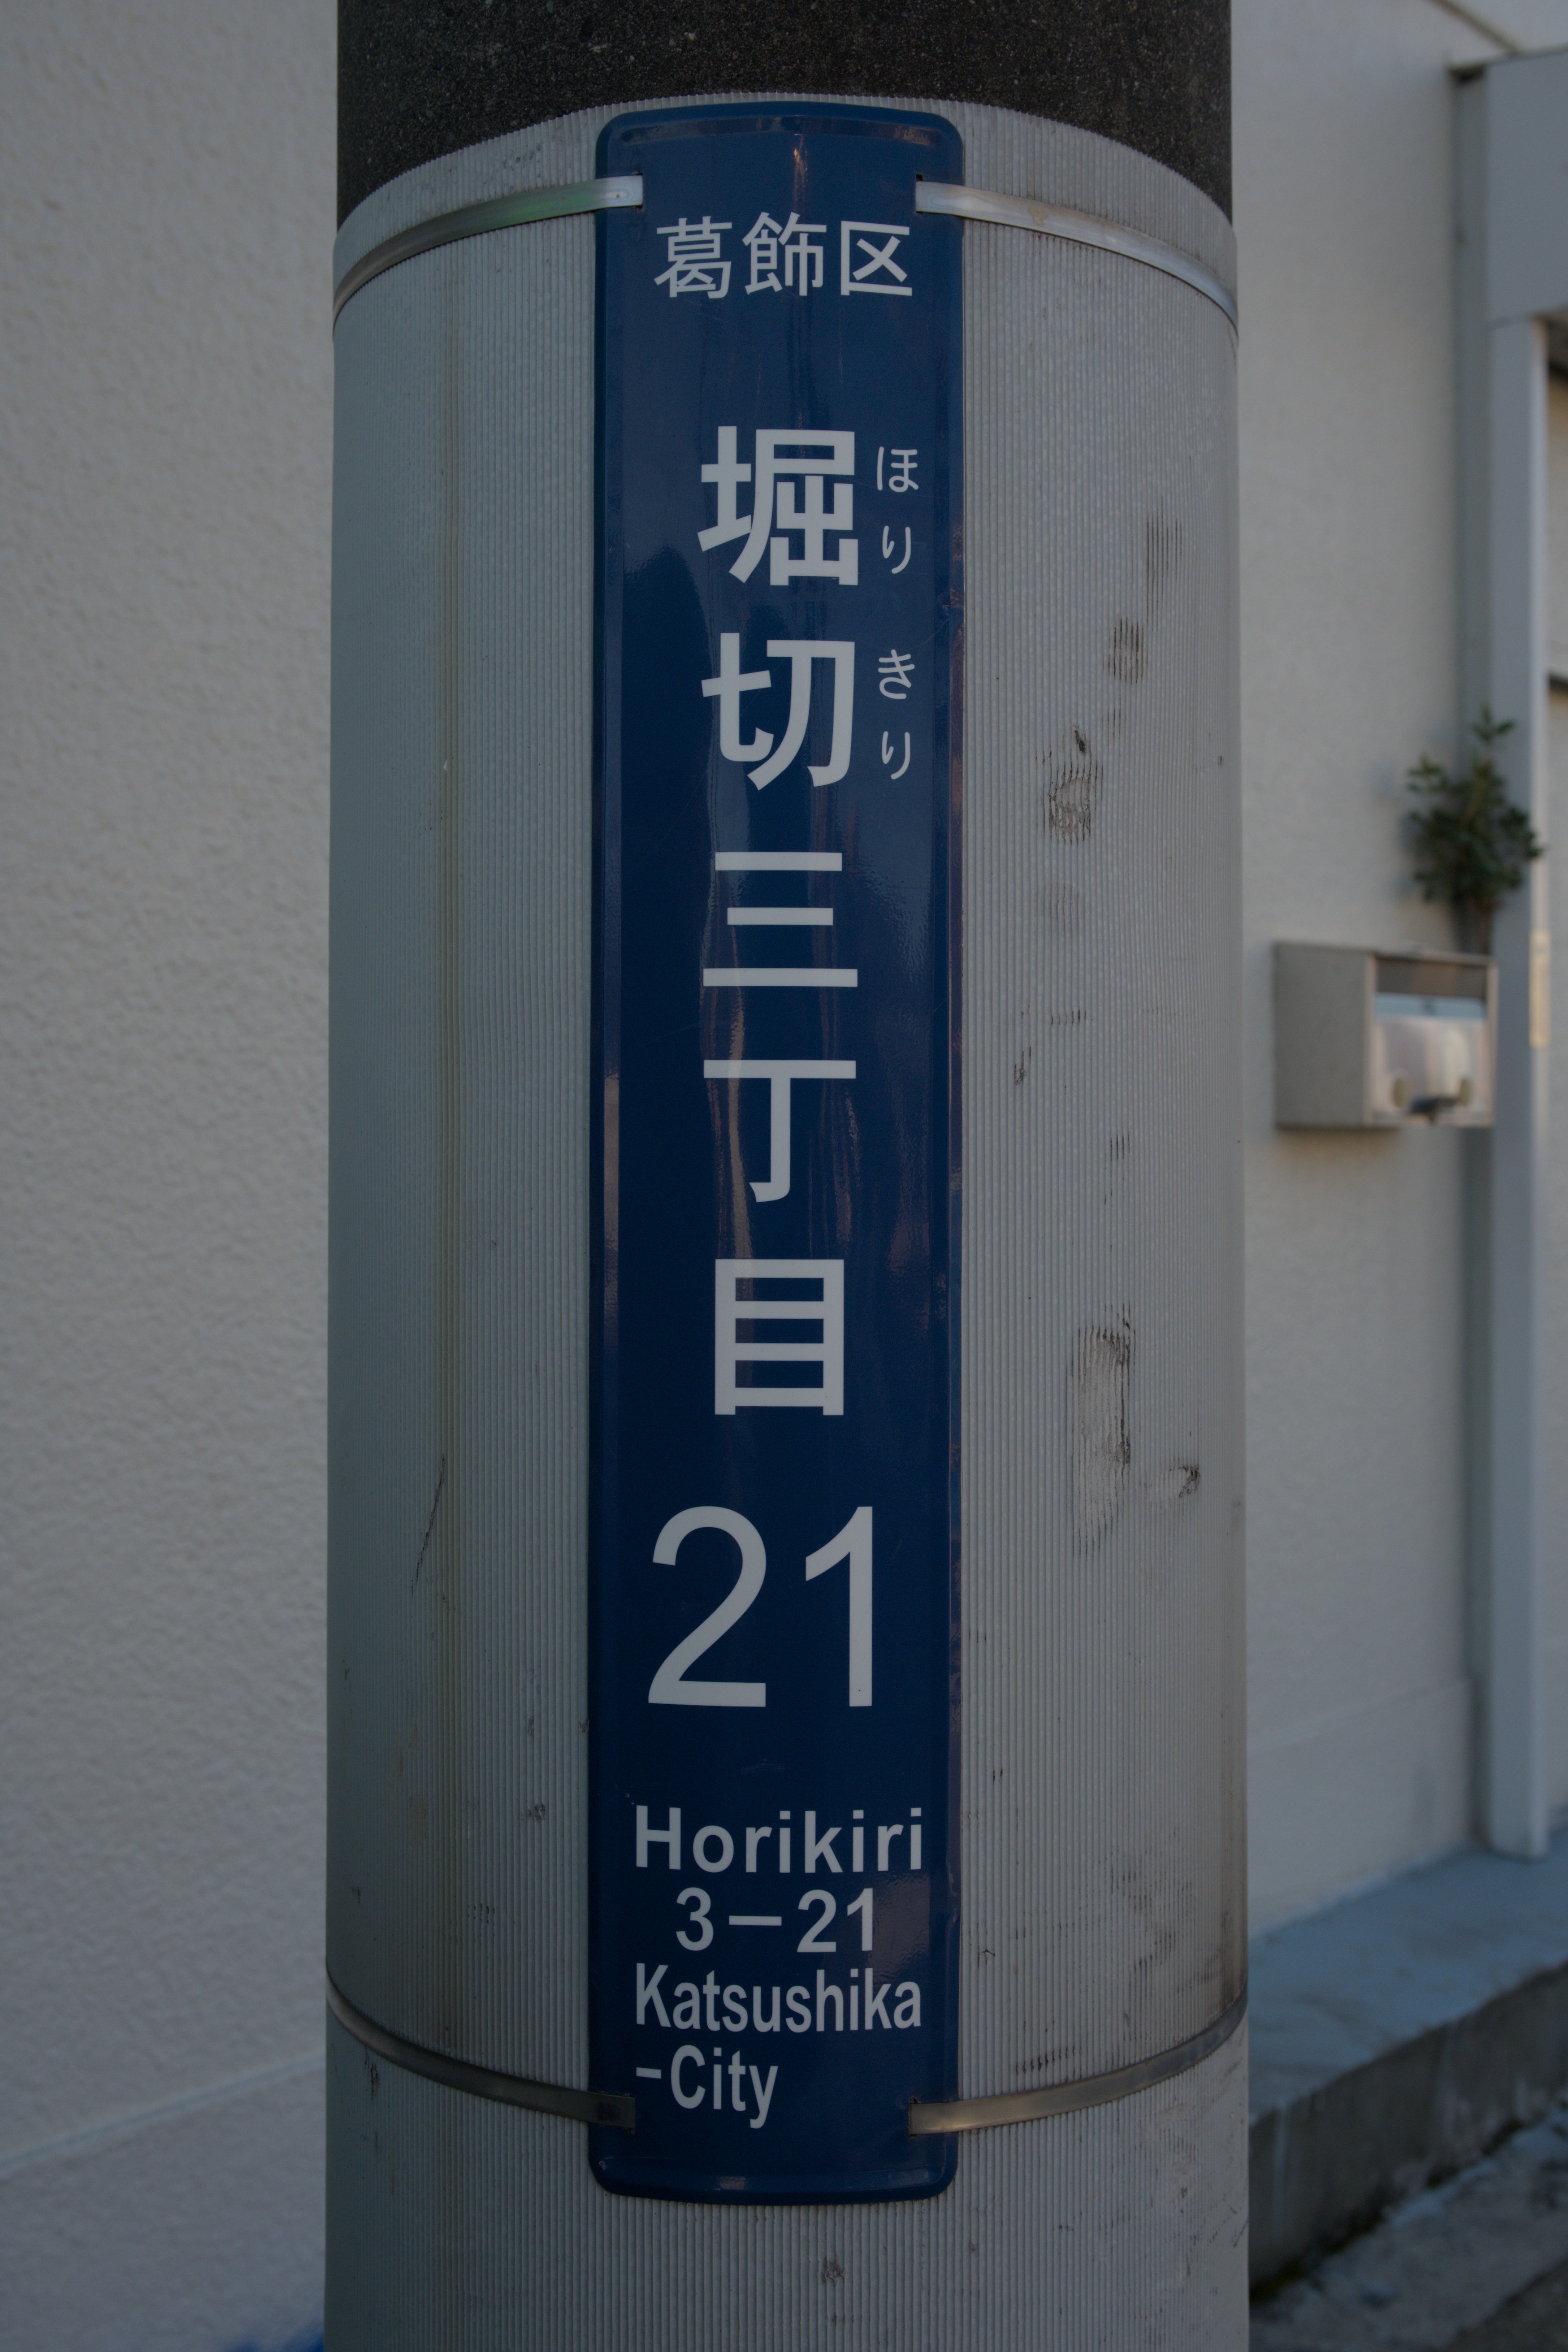 葛飾区
堀切三丁目
ほりきり
21
Horikiri
3-21
Katsushika
-City